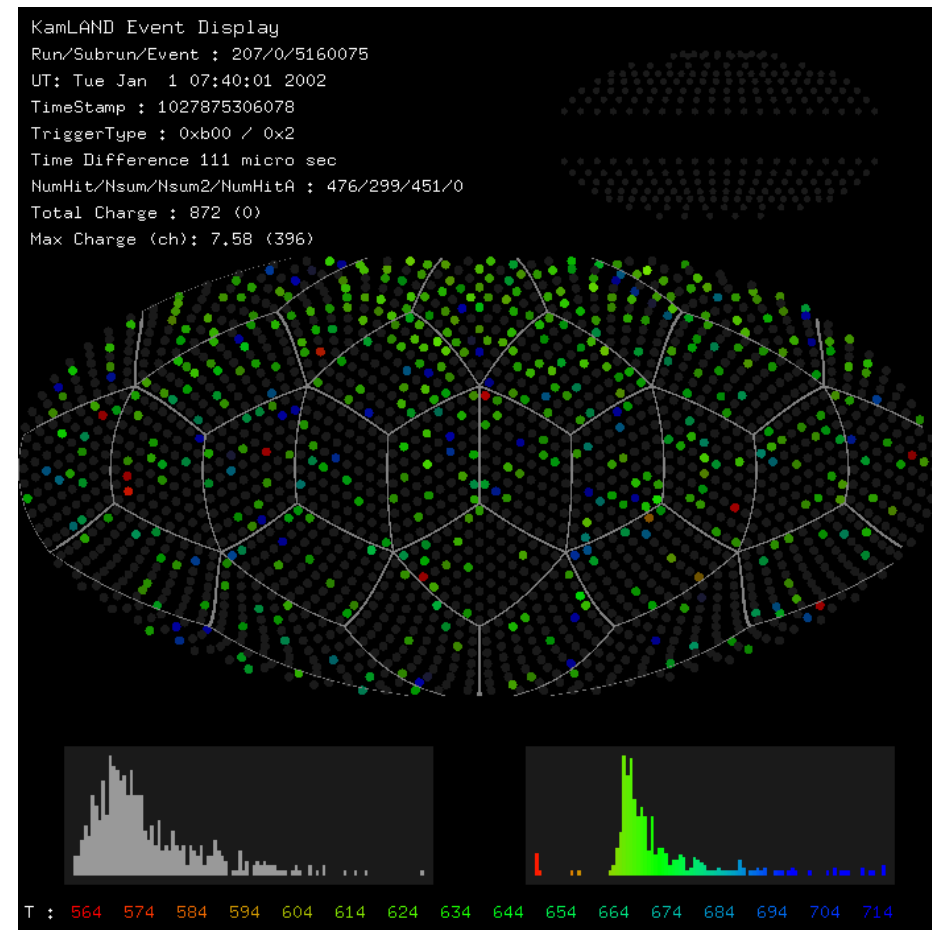 KamLAND Event Display
Run/Subrun/Event : 207/0/5160075
UT: Tue Jan  1 07:40:01 2002
TimeStamp : 1027875306078
TriggerType : 0xb00 / 0x2
Time Difference 111 micro sec
NumHit/Nsum/Nsum2/NumHitA : 476/299/451/0
Total Charge : 872 (0)
Max Charge (ch): 7.58 (396)
T : 564 574 584 594 604 614 624 634 644 654 664 674 684 694 704 714